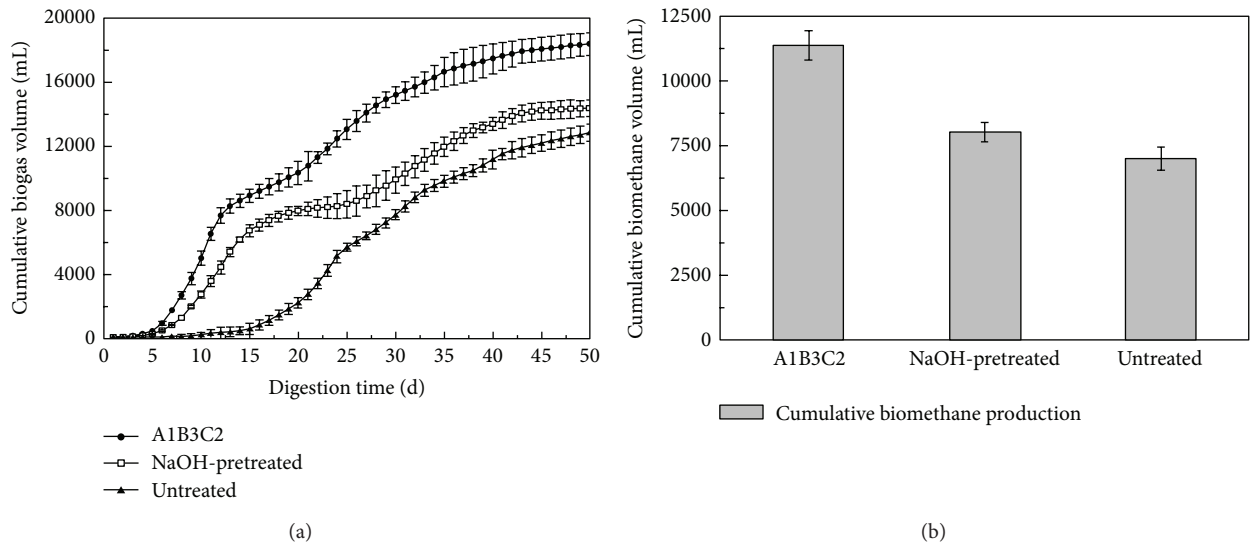 Cumulative biogas volume (mL)
20000
16000
12000
8000
4000
0
0 5 10 15 20 25 30 35 40 45 50
Digestion time (d)
A1B3C2
NaOH-pretreated
Untreated
(a)
Cumulative biomethane volume (mL)
12500
10000
7500
5000
2500
0
A1B3C2 NaOH-pretreated Untreated
Cumulative biomethane production
(b)